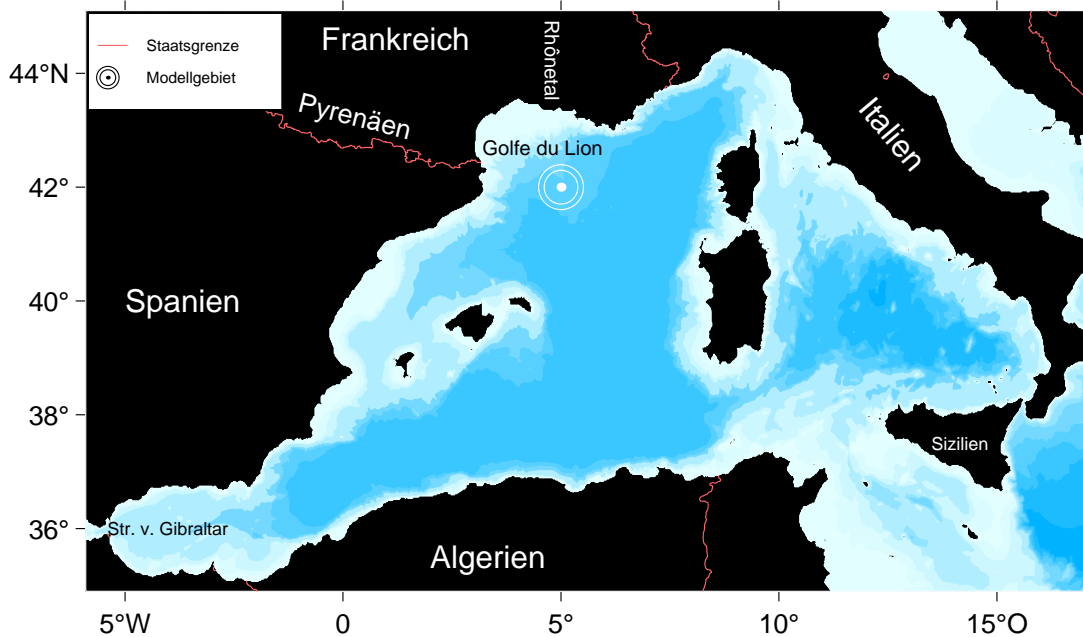 Staatsgrenze
Modellgebiet
Frankreich
Rhônetal
44°N
Pyrenäen
Italien
Golfe du Lion
42°
Spanien
40°
38°
Sizilien
36°
Str. v. Gibraltar
Algerien
5°W
0
5°
10°
15°O